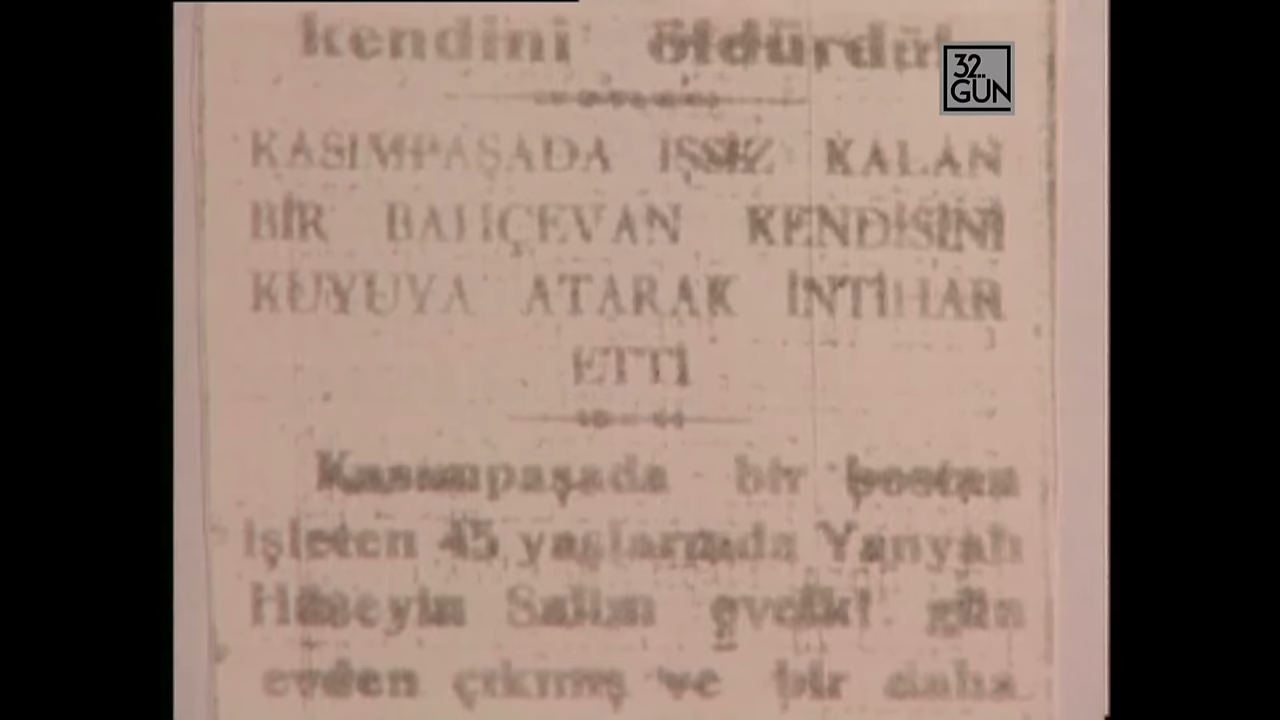 kendini öldürdü
32. GÜN
KASIMPAŞADA İŞSİZ KALAN
BİR BAHÇEVAN KENDİSİNİ
KUYUYA ATARAK İNTİHAR
ETTİ
Kasımpaşada bir bostan
işleten 45 yaşlarında Yanyalı
Hüseyin Salim evvelki gün
evden çıkmış ve bir daha